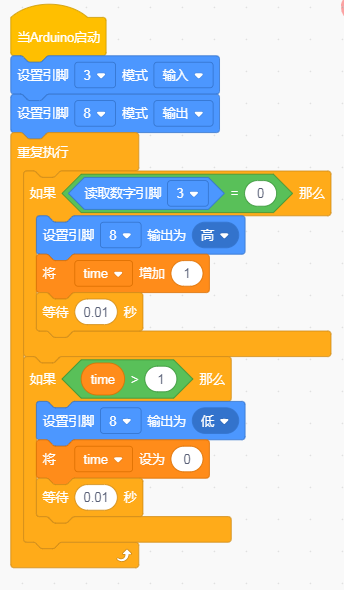 当Arduino启动
设置引脚 3 模式 输入
设置引脚 8 模式 输出
重复执行
如果 读取数字引脚 3 = 0 那么
设置引脚 8 输出为 高
将 time 增加 1
等待 0.01 秒
如果 time > 1 那么
设置引脚 8 输出为 低
将 time 设为 0
等待 0.01 秒